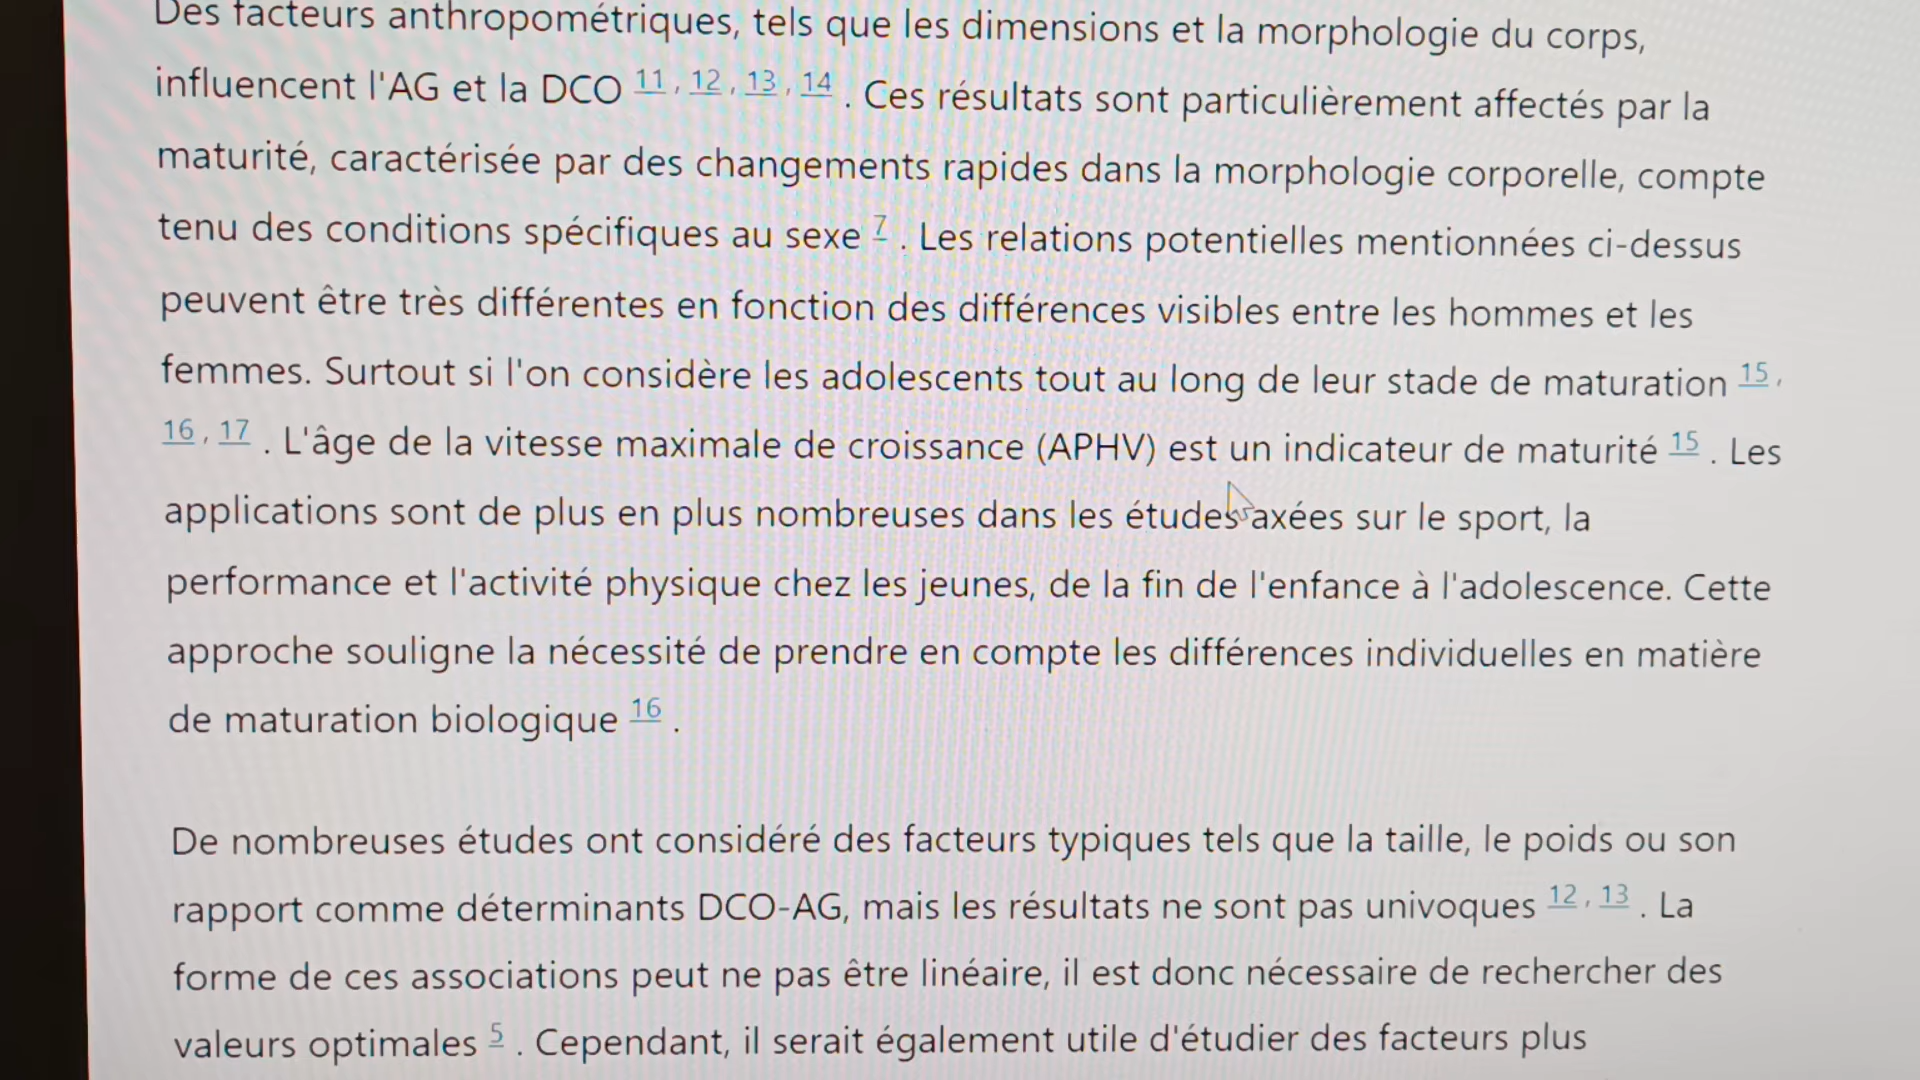 Des facteurs anthropométriques, tels que les dimensions et la morphologie du corps,
influencent l'AG et la DCO 11, 12, 13, 14 . Ces résultats sont particulièrement affectés par la
maturité, caractérisée par des changements rapides dans la morphologie corporelle, compte
tenu des conditions spécifiques au sexe 7 . Les relations potentielles mentionnées ci-dessus
peuvent être très différentes en fonction des différences visibles entre les hommes et les
femmes. Surtout si l'on considère les adolescents tout au long de leur stade de maturation 15,
16, 17 . L'âge de la vitesse maximale de croissance (APHV) est un indicateur de maturité 15 . Les
applications sont de plus en plus nombreuses dans les études axées sur le sport, la
performance et l'activité physique chez les jeunes, de la fin de l'enfance à l'adolescence. Cette
approche souligne la nécessité de prendre en compte les différences individuelles en matière
de maturation biologique 16 .
De nombreuses études ont considéré des facteurs typiques tels que la taille, le poids ou son
rapport comme déterminants DCO-AG, mais les résultats ne sont pas univoques 12, 13 . La
forme de ces associations peut ne pas être linéaire, il est donc nécessaire de rechercher des
valeurs optimales 5 . Cependant, il serait également utile d'étudier des facteurs plus